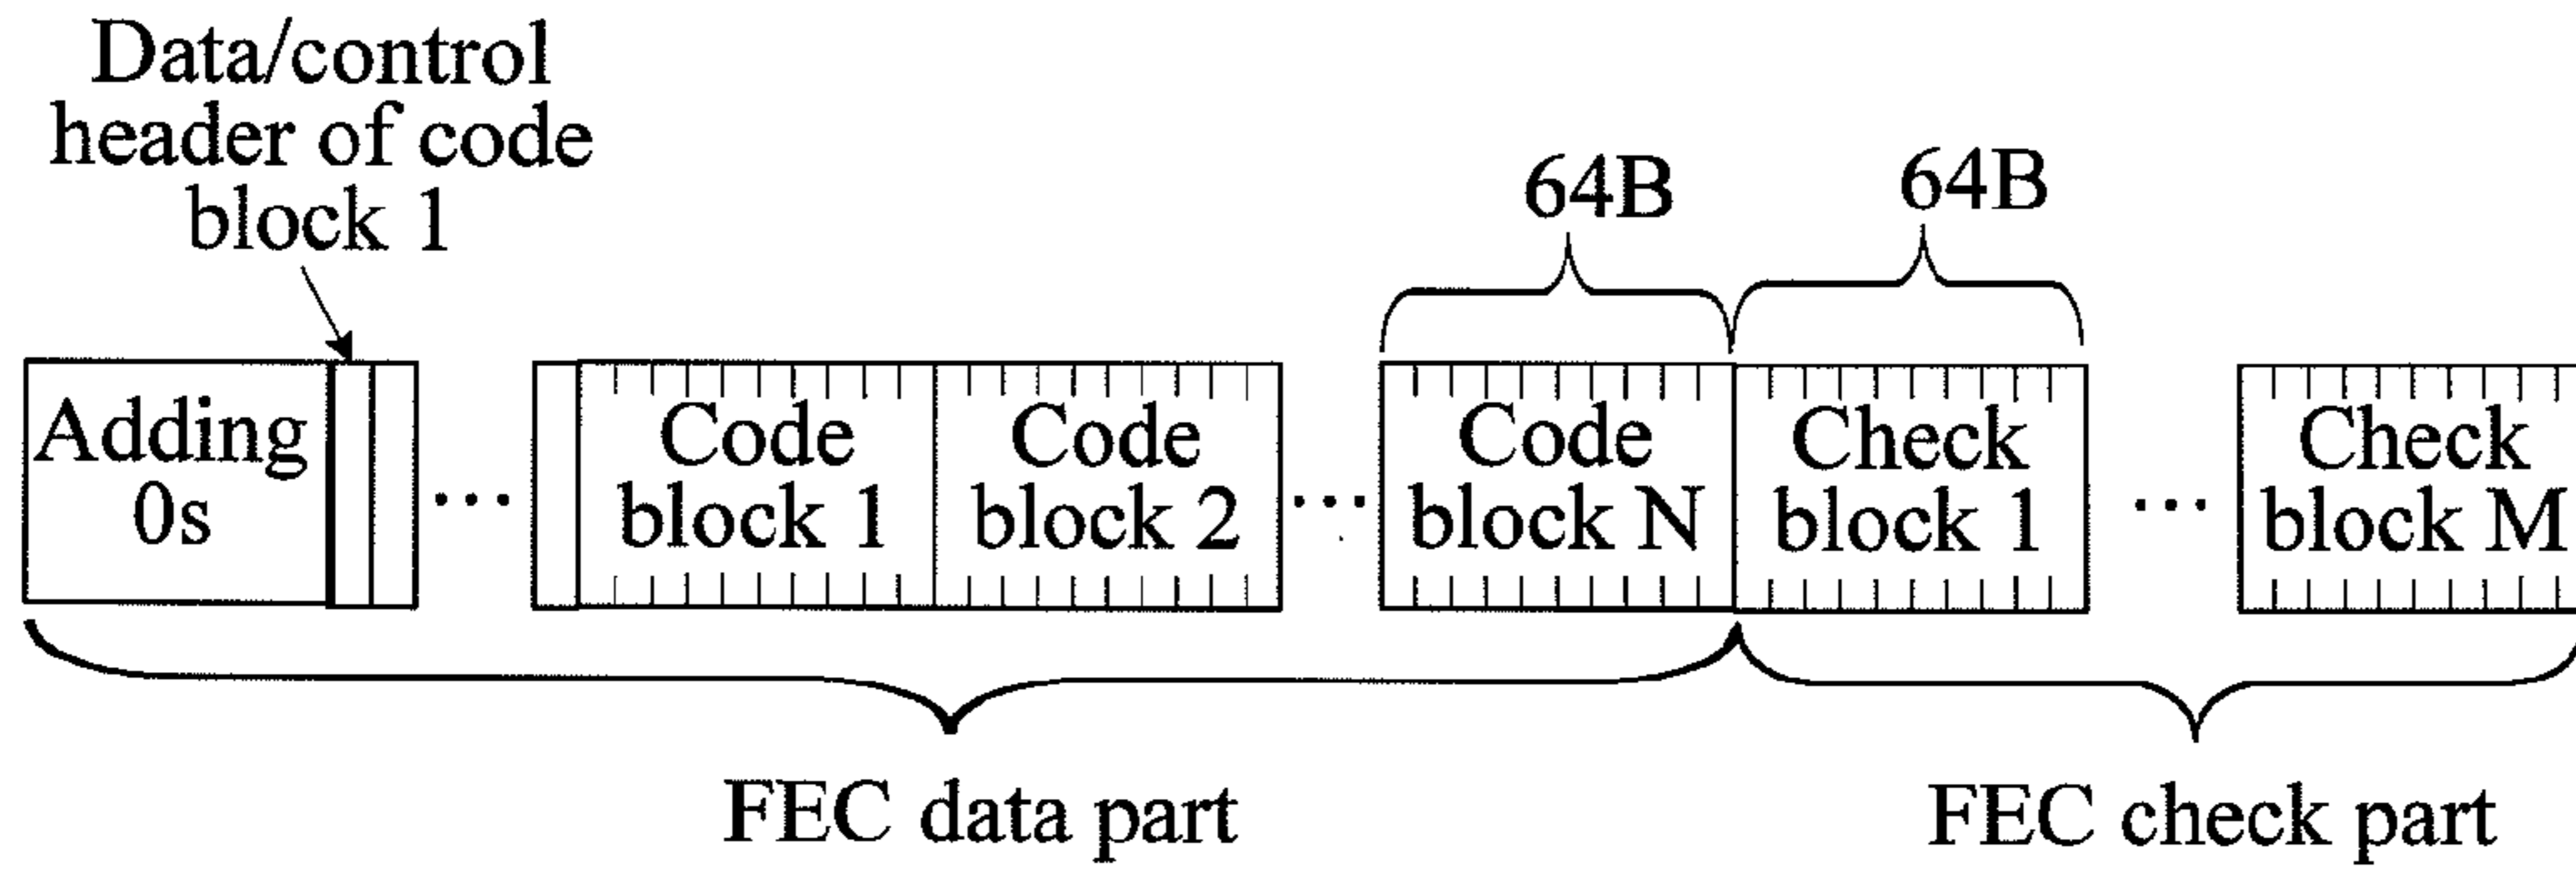 Data/control
header of code
block 1
64B
64B
Adding
0s
...
Code
block 1
Code
block 2
...
Code
block N
Check
block 1
...
Check
block M
FEC data part
FEC check part